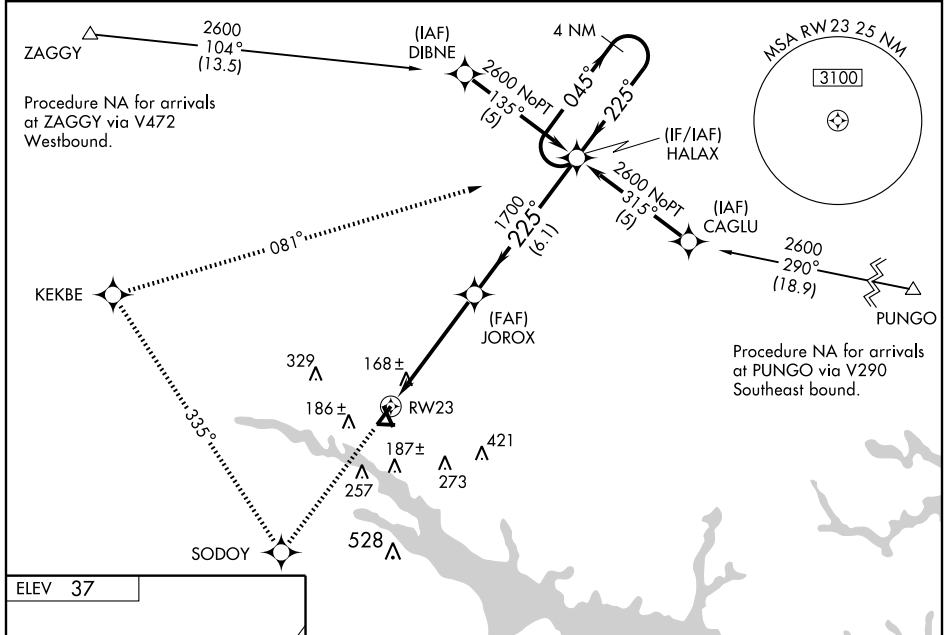 ZAGGY
2600
104°
(13.5)
(IAF)
DIBNE
4 NM
MSA RW23 25 NM
3100
Procedure NA for arrivals
at ZAGGY via V472
Westbound.
2600 NoPT
135°
(5)
045°
225°
(IF/IAF)
HALAX
2600 NoPT
315°
(5)
(IAF)
CAGLU
1700
225°
(6.1)
2600
290°
(18.9)
PUNGO
081°
KEKBE
(FAF)
JOROX
Procedure NA for arrivals
at PUNGO via V290
Southeast bound.
329
168±
186±
RW23
335°
187±
421
257
273
SODOY
528
ELEV 37